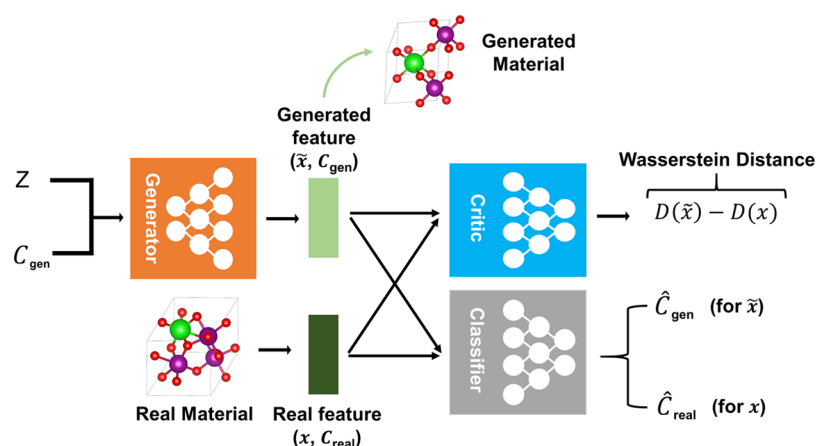 Generated
Material
Generated
feature
(x̃, C_gen)
Z
C_gen
Generator
Critic
Wasserstein Distance
D(x̃) − D(x)
Classifier
Ĉ_gen (for x̃)
Ĉ_real (for x)
Real Material
Real feature
(x, C_real)